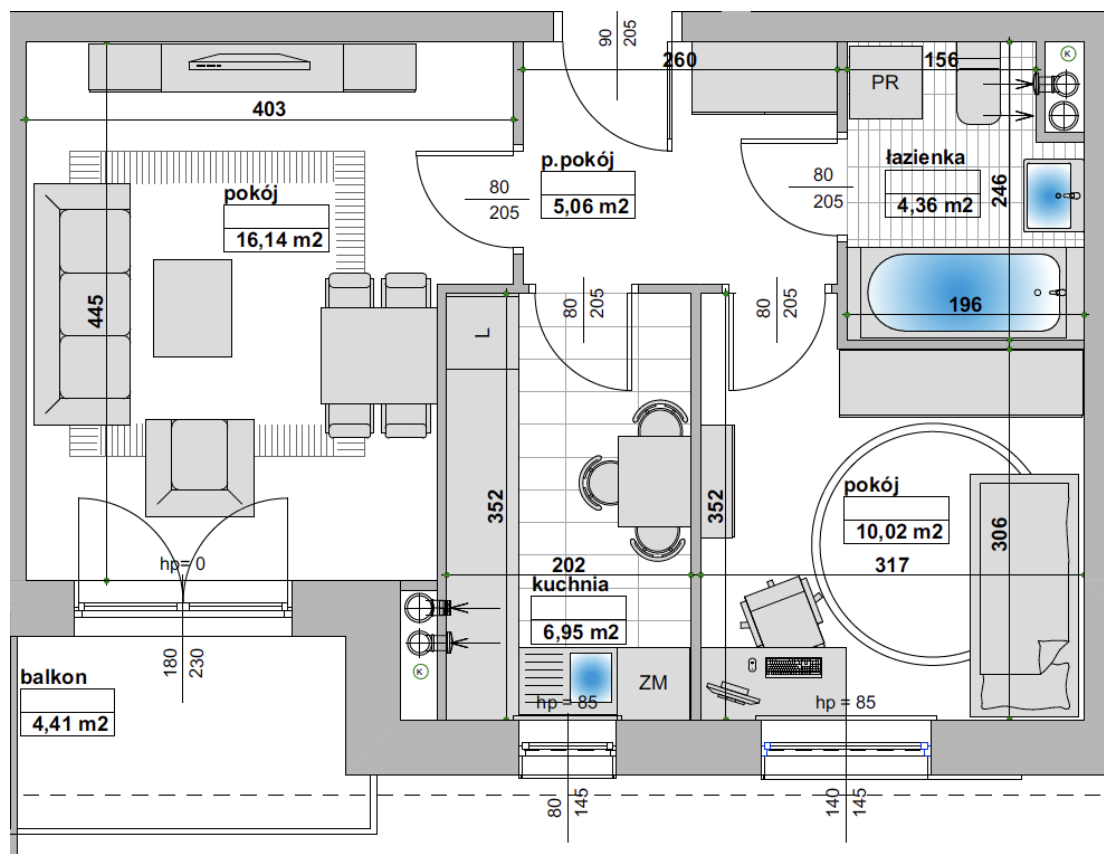 90
205
260
156
K
PR
403
p.pokój
5,06 m2
80
205
80
205
łazienka
4,36 m2
246
pokój
16,14 m2
445
80
205
80
205
196
L
352
352
pokój
10,02 m2
306
317
hp= 0
202
kuchnia
6,95 m2
K
ZM
hp = 85
hp = 85
180
230
balkon
4,41 m2
80
145
140
145